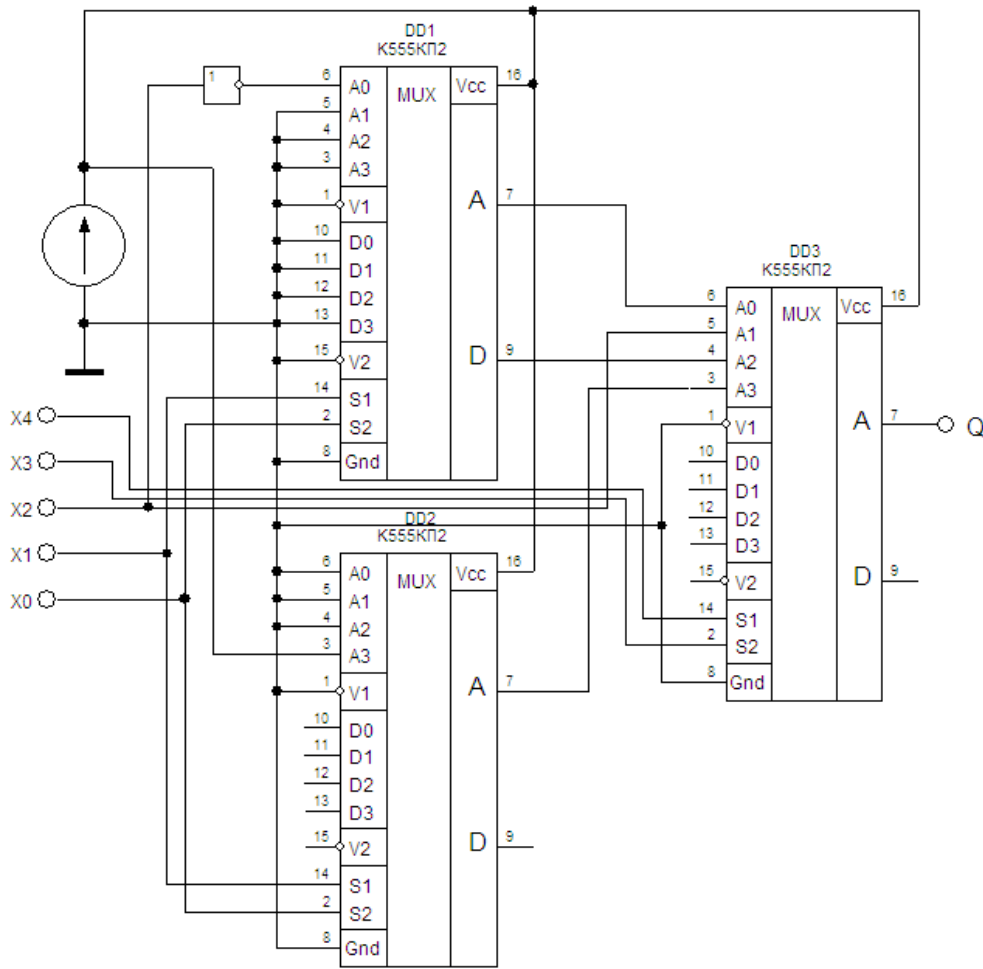 DD1
К555КП2
1
6 A0 MUX Vcc 16
5 A1
4 A2
3 A3
1 V1 A 7
10 D0
11 D1
12 D2
13 D3
15 V2 D 9
14 S1
2 S2
8 Gnd
DD3
К555КП2
6 A0 MUX Vcc 16
5 A1
4 A2
3 A3
1 V1 A 7 Q
10 D0
11 D1
12 D2
13 D3
15 V2 D 9
14 S1
2 S2
8 Gnd
X4
X3
X2
X1
X0
DD2
К555КП2
6 A0 MUX Vcc 16
5 A1
4 A2
3 A3
1 V1 A 7
10 D0
11 D1
12 D2
13 D3
15 V2 D 9
14 S1
2 S2
8 Gnd